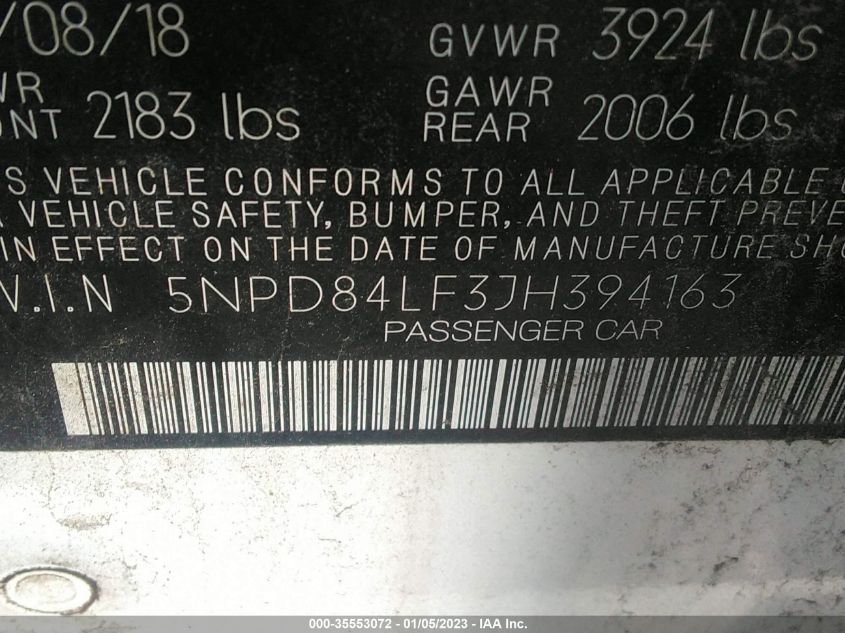 /08/18 GVWR 3924 lbs
WR GAWR
ONT 2183 lbs REAR 2006 lbs
S VEHICLE CONFORMS TO ALL APPLICABLE
VEHICLE SAFETY, BUMPER, AND THEFT PREVE
IN EFFECT ON THE DATE OF MANUFACTURE SHO
V.I.N 5NPD84LF3JH394163
PASSENGER CAR
000-35553072 - 01/05/2023 - IAA Inc.